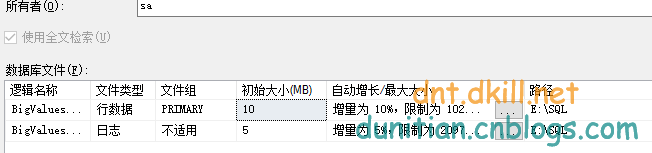 所有者(O): sa
使用全文检索(U)
数据库文件(F):
逻辑名称 文件类型 文件组 初始大小(MB) 自动增长/最大大小 路径
BigValues... 行数据 PRIMARY 10 增量为 10%，限制为 102... ... E:\SQL
BigValues... 日志 不适用 5 增量为 5%，限制为 2097... ... E:\SQL
dnt.dkill.net
dunitian.cnblogs.com